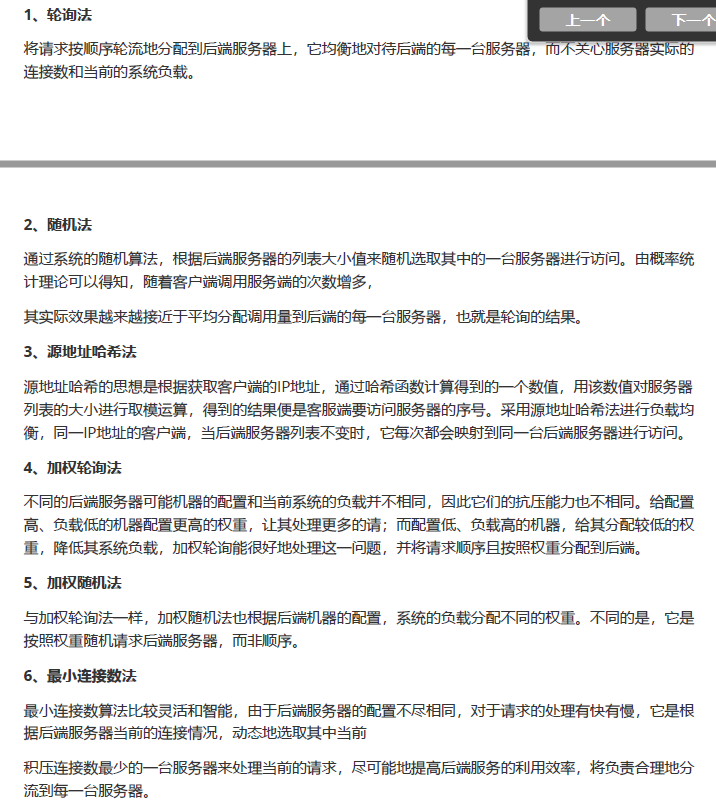 上一个
下一个
1、轮询法
将请求按顺序轮流地分配到后端服务器上，它均衡地对待后端的每一台服务器，而不关心服务器实际的
连接数和当前的系统负载。
2、随机法
通过系统的随机算法，根据后端服务器的列表大小值来随机选取其中的一台服务器进行访问。由概率统
计理论可以得知，随着客户端调用服务端的次数增多，
其实际效果越来越接近于平均分配调用量到后端的每一台服务器，也就是轮询的结果。
3、源地址哈希法
源地址哈希的思想是根据获取客户端的IP地址，通过哈希函数计算得到的一个数值，用该数值对服务器
列表的大小进行取模运算，得到的结果便是客服端要访问服务器的序号。采用源地址哈希法进行负载均
衡，同一IP地址的客户端，当后端服务器列表不变时，它每次都会映射到同一台后端服务器进行访问。
4、加权轮询法
不同的后端服务器可能机器的配置和当前系统的负载并不相同，因此它们的抗压能力也不相同。给配置
高、负载低的机器配置更高的权重，让其处理更多的请；而配置低、负载高的机器，给其分配较低的权
重，降低其系统负载，加权轮询能很好地处理这一问题，并将请求顺序且按照权重分配到后端。
5、加权随机法
与加权轮询法一样，加权随机法也根据后端机器的配置，系统的负载分配不同的权重。不同的是，它是
按照权重随机请求后端服务器，而非顺序。
6、最小连接数法
最小连接数算法比较灵活和智能，由于后端服务器的配置不尽相同，对于请求的处理有快有慢，它是根
据后端服务器当前的连接情况，动态地选取其中当前
积压连接数最少的一台服务器来处理当前的请求，尽可能地提高后端服务的利用效率，将负责合理地分
流到每一台服务器。